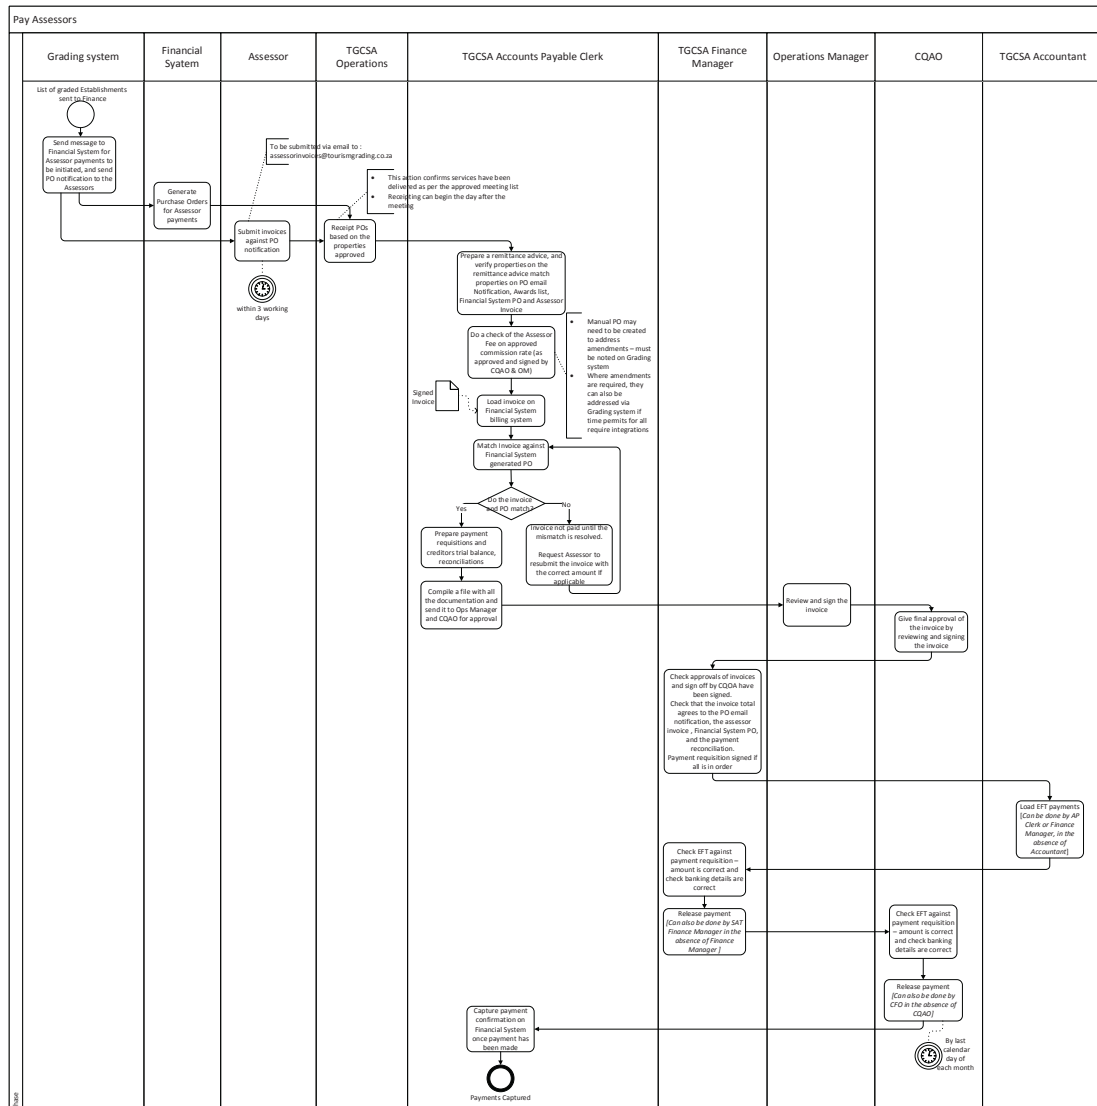 Pay Assessors
Grading system
Financial
Syatem
Assessor
TGCSA
Operations
TGCSA Accounts Payable Clerk
TGCSA Finance
Manager
Operations Manager
CQAO
TGCSA Accountant
List of graded Establishments
sent to Finance
Send message to
Financial System for
Assessor payments to
be initiated, and send
PO notification to the
Assessors
Generate
Purchase Orders
for Assessor
payments
To be submitted via email to :
assessorinvoices@tourismgrading.co.za
Submit invoices
against PO
notification
within 3 working
days
This action confirms services have been
delivered as per the approved meeting list
Receipting can begin the day after the
meeting
Receipt POs
based on the
properties
approved
Prepare a remittance advice, and
verify properties on the
remittance advice match
properties on PO email
Notification, Awards list,
Financial System PO and Assessor
Invoice
Do a check of the Assessor
Fee on approved
commission rate (as
approved and signed by
CQAO & OM)
Manual PO may
need to be created
to address
amendments – must
be noted on Grading
system
Where amendments
are required, they
can also be
addressed via
Grading system if
time permits for all
require integrations
Signed
Invoice
Load invoice on
Financial System
billing system
Match Invoice against
Financial System
generated PO
Do the invoice
and PO match?
Yes
No
Prepare payment
requisitions and
creditors trial balance,
reconciliations
Invoice not paid until the
mismatch is resolved.
Request Assessor to
resubmit the invoice with
the correct amount If
applicable
Compile a file with all
the documentation and
send it to Ops Manager
and CQAO for approval
Review and sign the
invoice
Give final approval of
the invoice by
reviewing and signing
the invoice
Check approvals of invoices
and sign off by CQOA have
been signed.
Check that the invoice total
agrees to the PO email
notification, the assessor
invoice , Financial System PO,
and the payment
reconciliation.
Payment requisition signed if
all is in order
Load EFT payments
[Can be done by AP
Clerk or Finance
Manager, in the
absence of
Accountant]
Check EFT against
payment requisition –
amount is correct and
check banking details are
correct
Release payment
[Can also be done by SAT
Finance Manager in the
absence of Finance
Manager ]
Check EFT against
payment requisition
– amount is correct
and check banking
details are correct
Release payment
[Can also be done by
CFO in the absence of
CQAO]
By last
calendar
day of
each month
Capture payment
confirmation on
Financial System
once payment has
been made
Payments Captured